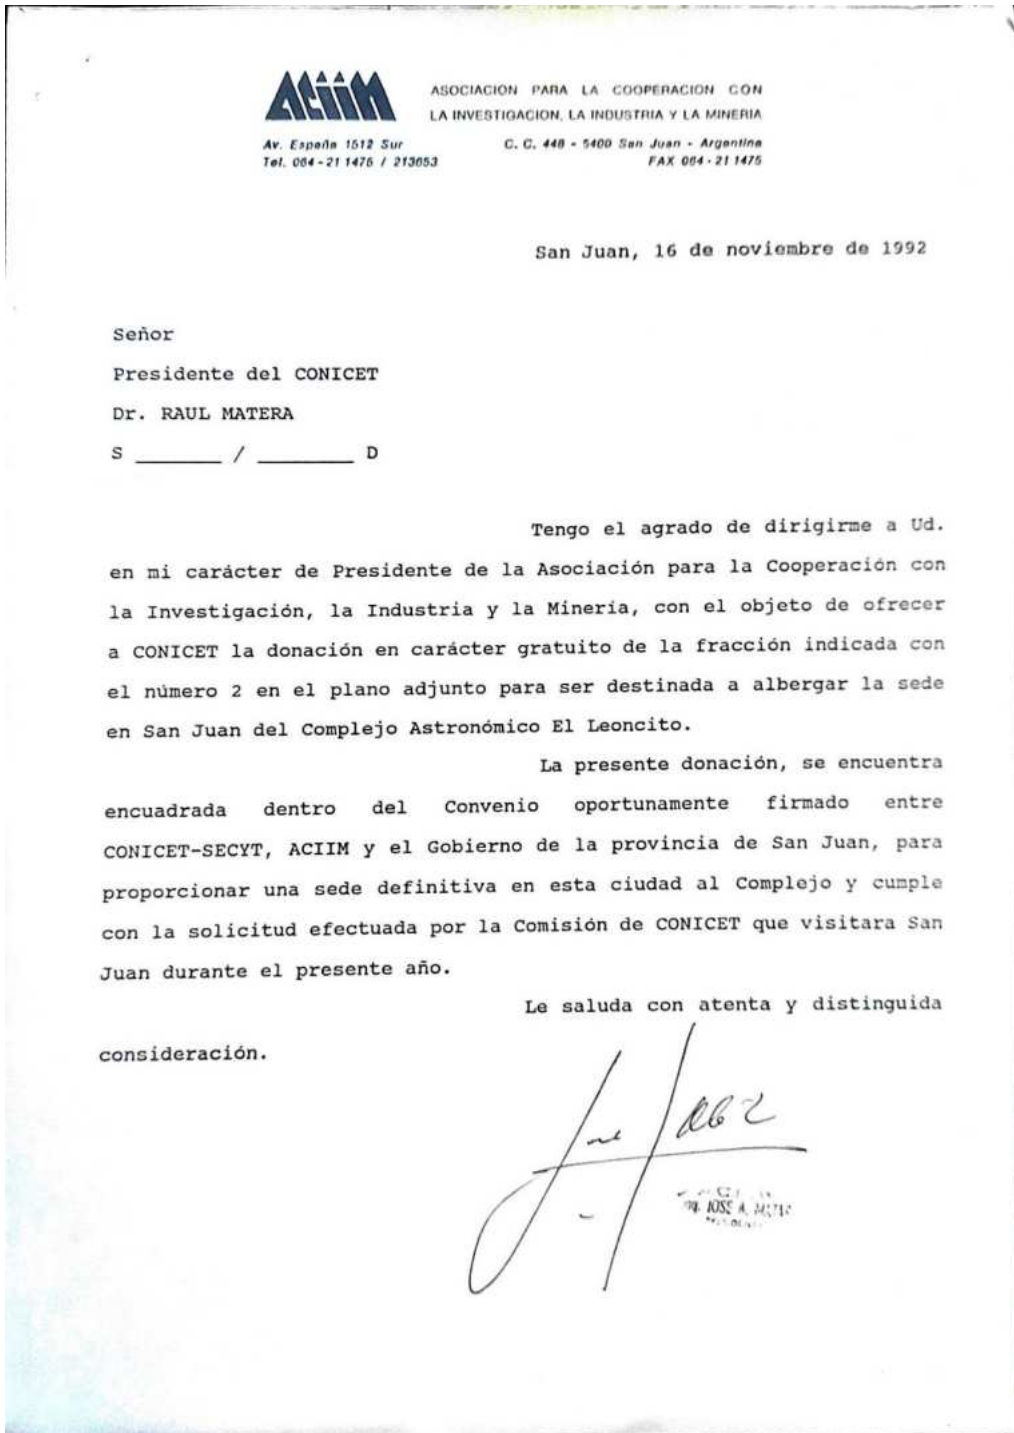 ACIIM
ASOCIACION PARA LA COOPERACION CON
LA INVESTIGACION, LA INDUSTRIA Y LA MINERIA
Av. España 1512 Sur
C. C. 448 - 5400 San Juan - Argentina
Tel. 064-21 1476 / 213653
FAX 064-21 1475
San Juan, 16 de noviembre de 1992
Señor
Presidente del CONICET
Dr. RAUL MATERA
S ______ / ______ D
Tengo el agrado de dirigirme a Ud.
en mi carácter de Presidente de la Asociación para la Cooperación con
la Investigación, la Industria y la Minería, con el objeto de ofrecer
a CONICET la donación en carácter gratuito de la fracción indicada con
el número 2 en el plano adjunto para ser destinada a albergar la sede
en San Juan del Complejo Astronómico El Leoncito.
La presente donación, se encuentra
encuadrada dentro del Convenio oportunamente firmado entre
CONICET-SECYT, ACIIM y el Gobierno de la provincia de San Juan, para
proporcionar una sede definitiva en esta ciudad al Complejo y cumple
con la solicitud efectuada por la Comisión de CONICET que visitara San
Juan durante el presente año.
Le saluda con atenta y distinguida
consideración.
JOSE A.